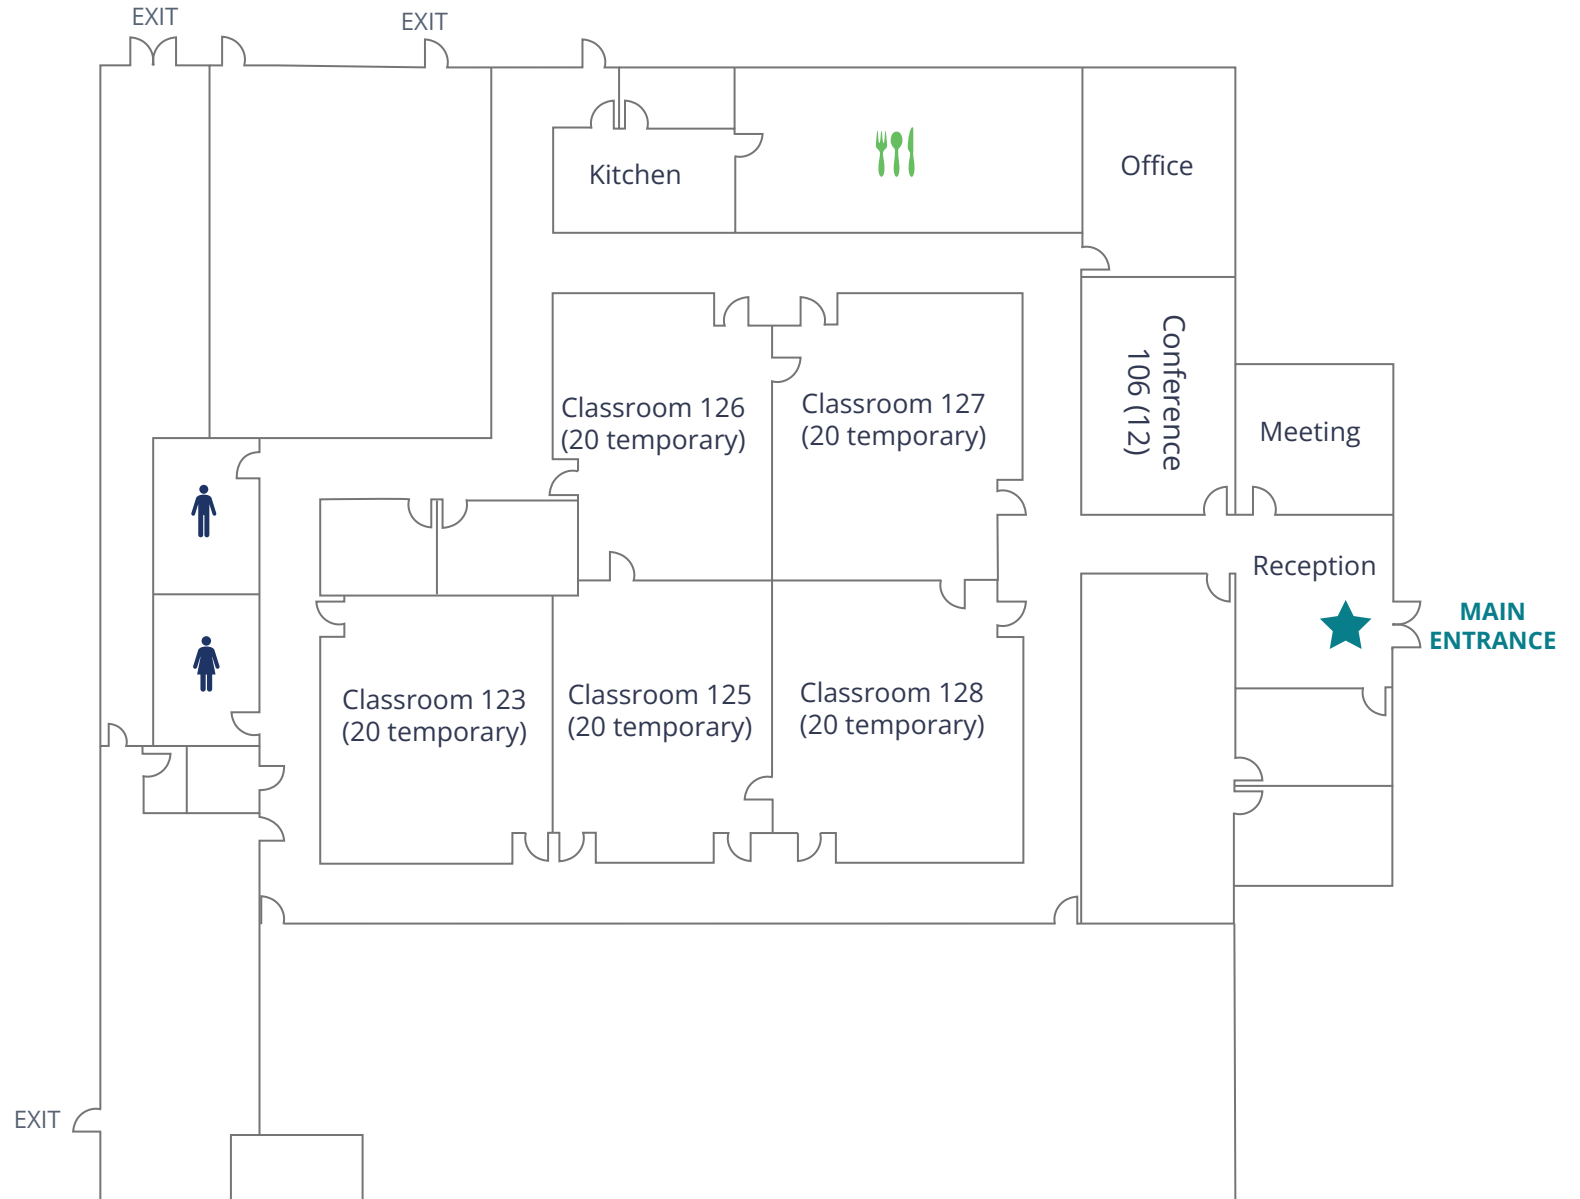 EXIT
EXIT
Kitchen
Office
Conference
106 (12)
Classroom 126
(20 temporary)
Classroom 127
(20 temporary)
Meeting
Reception
MAIN
ENTRANCE
Classroom 123
(20 temporary)
Classroom 125
(20 temporary)
Classroom 128
(20 temporary)
EXIT